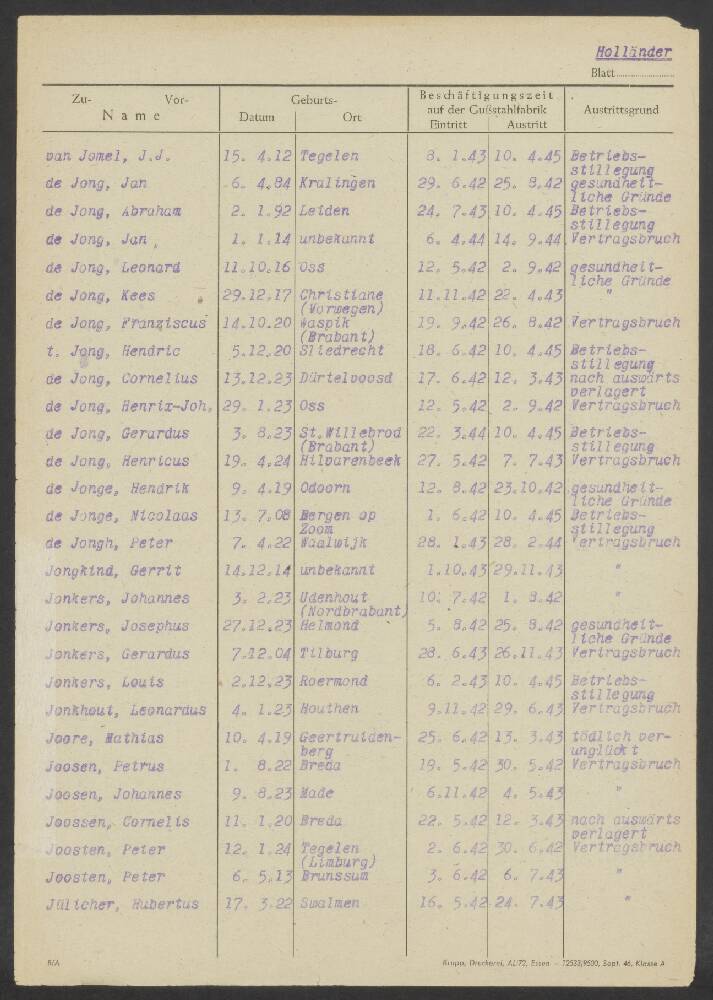 Holländer
Blatt
Zu- Vor- Geburts- Beschäftigungszeit Austrittsgrund
Name Datum Ort auf der Gußstahlfabrik
Eintritt Austritt
van Jomel, J.J. 15. 4.12 Tegelen 8. 1.43 10. 4.45 Betriebs-
stillegung
de Jong, Jan 6. 4.84 Kralingen 29. 6.42 25. 8.42 gesundheit-
liche Gründe
de Jong, Abraham 2. 1.92 Leiden 24. 7.43 10. 4.45 Betriebs-
stillegung
de Jong, Jan 1. 1.14 unbekannt 6. 4.44 14. 9.44 Vertragsbruch
de Jong, Leonard 11.10.16 Oss 12. 5.42 2. 9.42 gesundheit-
liche Gründe
de Jong, Kees 29.12.17 Christiane 11.11.42 22. 4.43 "
(Norwegen)
de Jong, Franziscus 14.10.20 Waspik 19. 9.42 26. 8.42 Vertragsbruch
(Brabant)
t. Jong, Hendric 5.12.20 Sliedrecht 18. 6.42 10. 4.45 Betriebs-
stillegung
de Jong, Cornelius 13.12.23 Dürtelvoosd 17. 6.42 12. 3.43 nach auswärts
verlagert
de Jong, Henrix-Joh. 29. 1.23 Oss 12. 5.42 2. 9.42 Vertragsbruch
de Jong, Gerardus 3. 8.23 St.Willebrod 22. 3.44 10. 4.45 Betriebs-
(Brabant) stillegung
de Jong, Henricus 19. 4.24 Hilvarenbeek 27. 5.42 7. 7.43 Vertragsbruch
de Jonge, Hendrik 9. 4.19 Odoorn 12. 8.42 23.10.42 gesundheit-
liche Gründe
de Jonge, Nicolaas 13. 7.08 Bergen op 1. 6.42 10. 4.45 Betriebs-
Zoom stillegung
de Jongh, Peter 7. 4.22 Waalwijk 28. 1.43 28. 2.44 Vertragsbruch
Jongkind, Gerrit 14.12.14 unbekannt 1.10.43 29.11.43 "
Jonkers, Johannes 3. 2.23 Udenhout 10. 7.42 1. 8.42 "
(Nordbrabant)
Jonkers, Josephus 27.12.23 Helmond 5. 8.42 25. 8.42 gesundheit-
liche Gründe
Jonkers, Gerardus 7.12.04 Tilburg 28. 6.43 26.11.43 Vertragsbruch
Jonkers, Louis 2.12.23 Roermond 6. 2.43 10. 4.45 Betriebs-
stillegung
Jonkhout, Leonardus 4. 1.23 Houthen 9.11.42 29. 6.43 Vertragsbruch
Joore, Mathias 10. 4.19 Geertruiden- 25. 6.42 13. 3.43 tödlich ver-
berg unglückt
Joosen, Petrus 1. 8.22 Breda 19. 5.42 30. 5.42 Vertragsbruch
Joosen, Johannes 9. 8.23 Made 6.11.42 4. 5.43 "
Joossen, Cornelis 11. 1.20 Breda 22. 5.42 12. 3.43 nach auswärts
verlagert
Joosten, Peter 12. 1.24 Tegelen 2. 6.42 30. 6.42 Vertragsbruch
(Limburg)
Joosten, Peter 6. 5.13 Brunssum 3. 6.42 6. 7.43 "
Jülicher, Hubertus 17. 3.22 Swalmen 16. 5.42 24. 7.43 "
B/A Krupp, Druckerei, AL/72, Essen - 12533/9500, Sept. 46, Klasse A